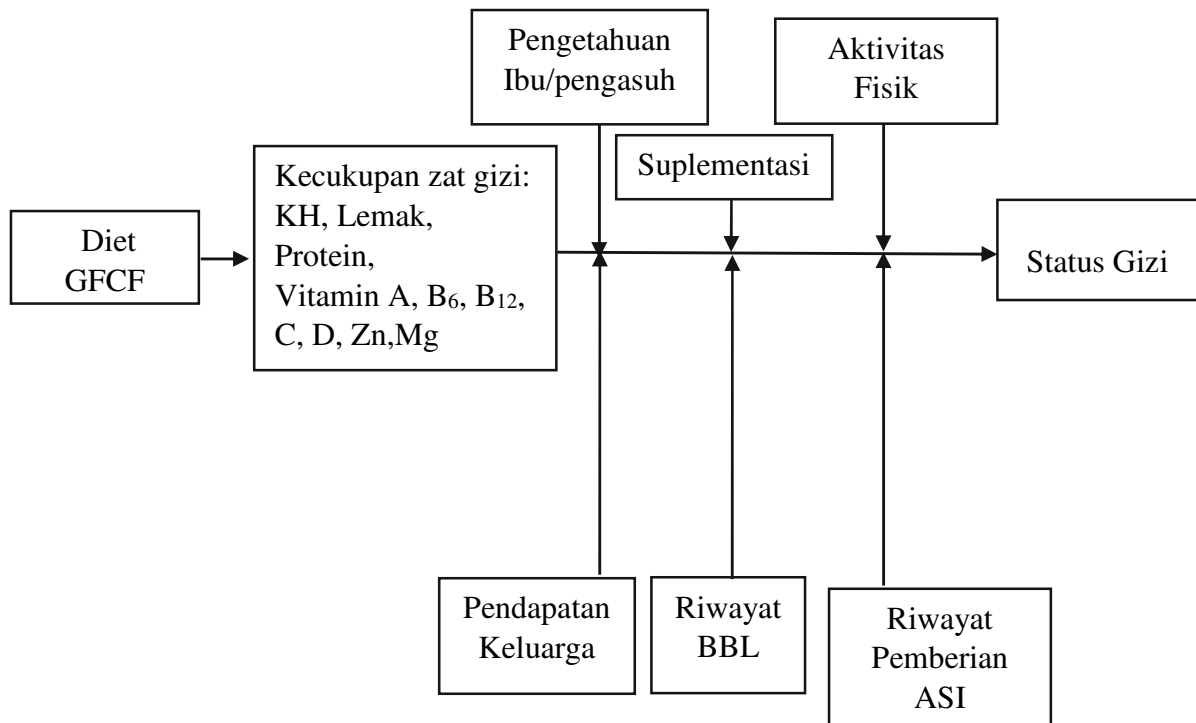 Pengetahuan
Ibu/pengasuh
Aktivitas
Fisik
Suplementasi
Kecukupan zat gizi:
KH, Lemak,
Protein,
Vitamin A, B₆, B₁₂,
C, D, Zn,Mg
Diet
GFCF
Status Gizi
Pendapatan
Keluarga
Riwayat
BBL
Riwayat
Pemberian
ASI